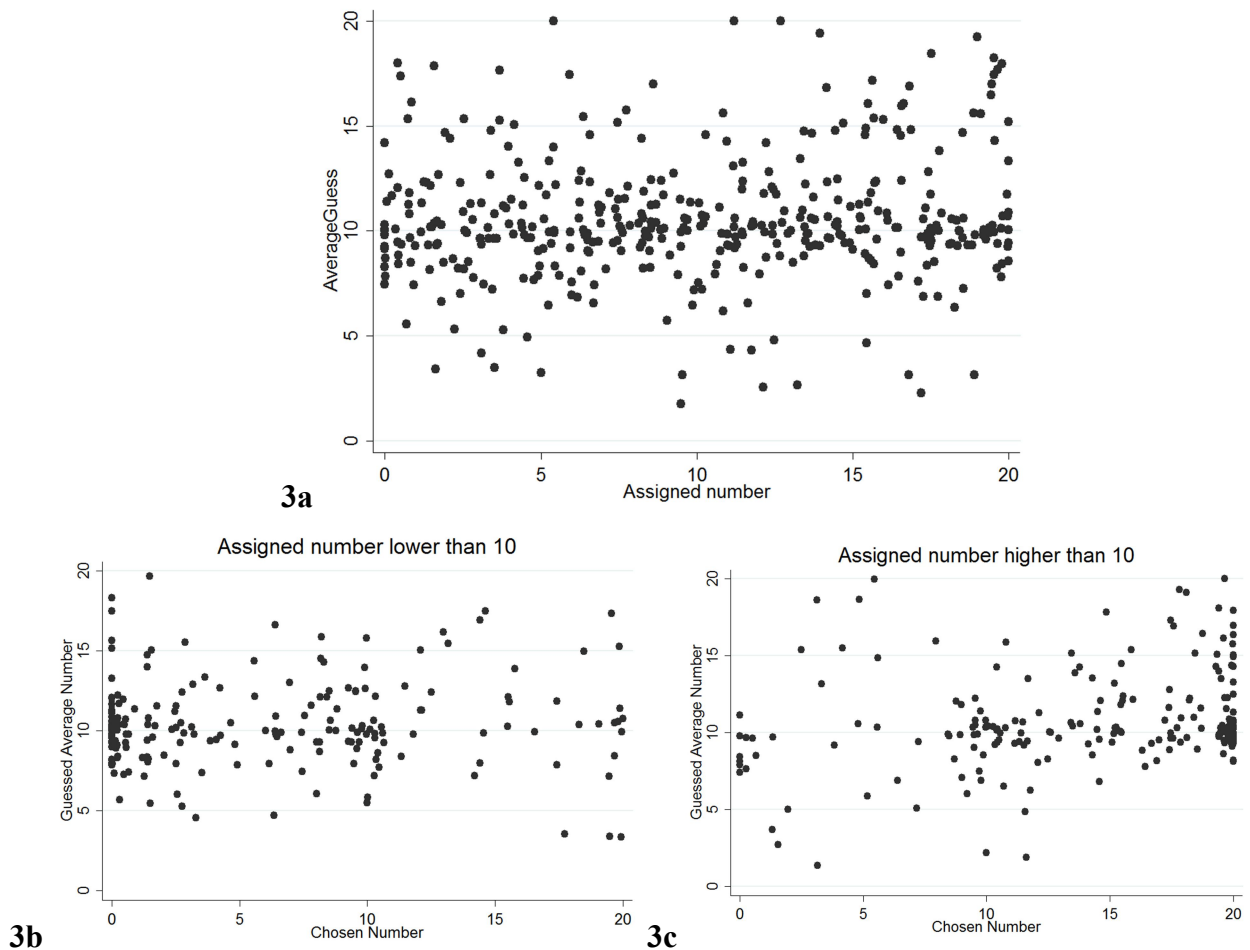 20
15
10
5
0
AverageGuess
0 5 10 15 20
Assigned number
3a
Assigned number lower than 10
20
15
10
5
0
Guessed Average Number
0 5 10 15 20
Chosen Number
3b
Assigned number higher than 10
20
15
10
5
0
Guessed Average Number
0 5 10 15 20
Chosen Number
3c